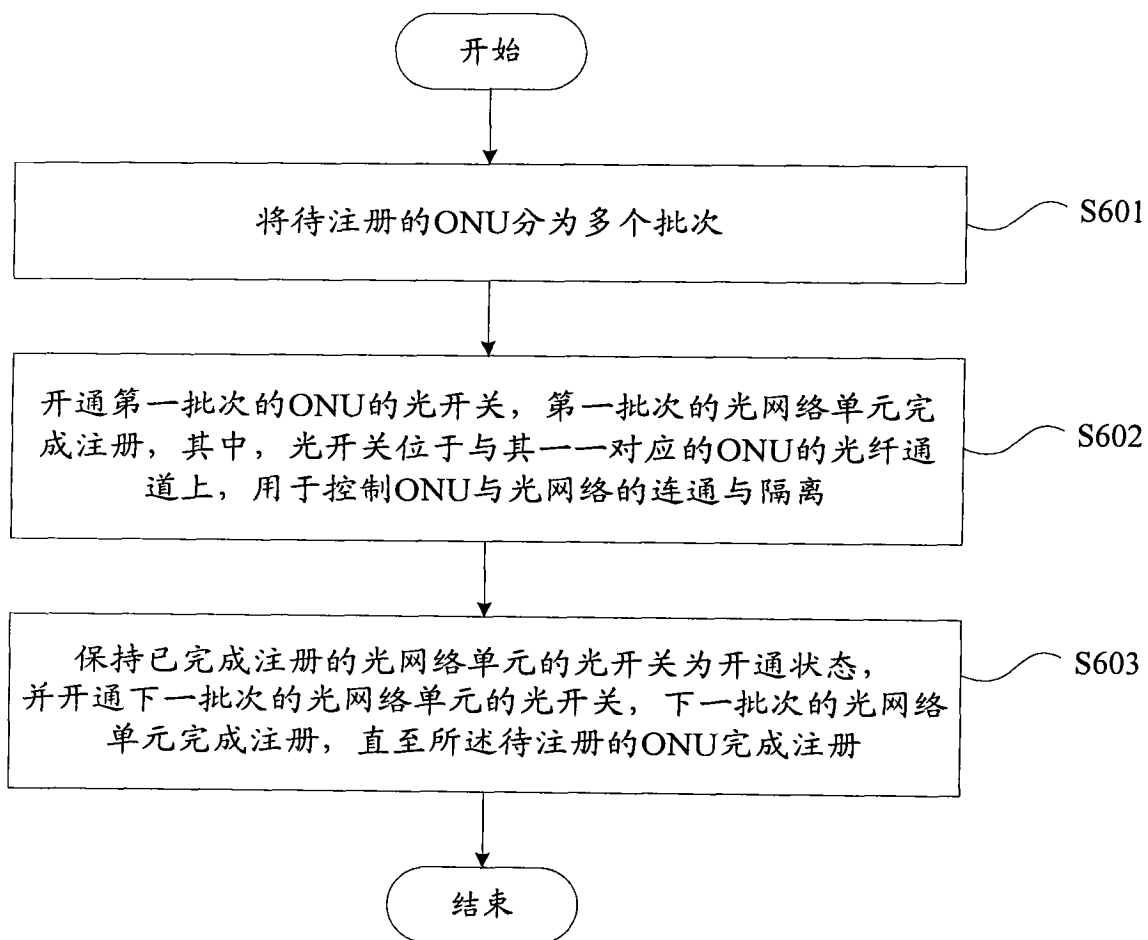 开始
将待注册的ONU分为多个批次
S601
开通第一批次的ONU的光开关，第一批次的光网络单元完
成注册，其中，光开关位于与其一一对应的ONU的光纤通
道上，用于控制ONU与光网络的连通与隔离
S602
保持已完成注册的光网络单元的光开关为开通状态，
并开通下一批次的光网络单元的光开关，下一批次的光网络
单元完成注册，直至所述待注册的ONU完成注册
S603
结束